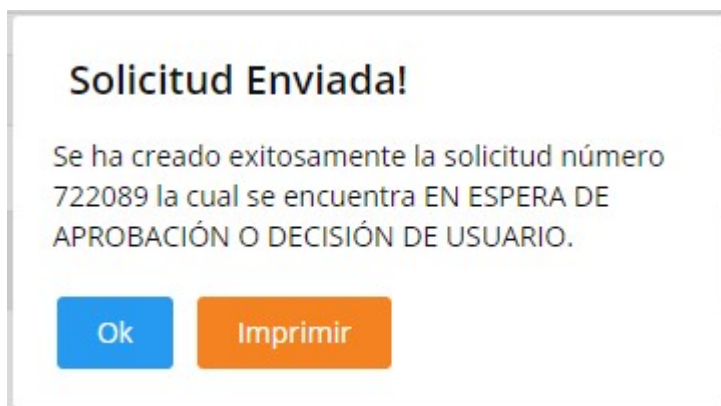 Solicitud Enviada!
Se ha creado exitosamente la solicitud número
722089 la cual se encuentra EN ESPERA DE
APROBACIÓN O DECISIÓN DE USUARIO.
Ok
Imprimir